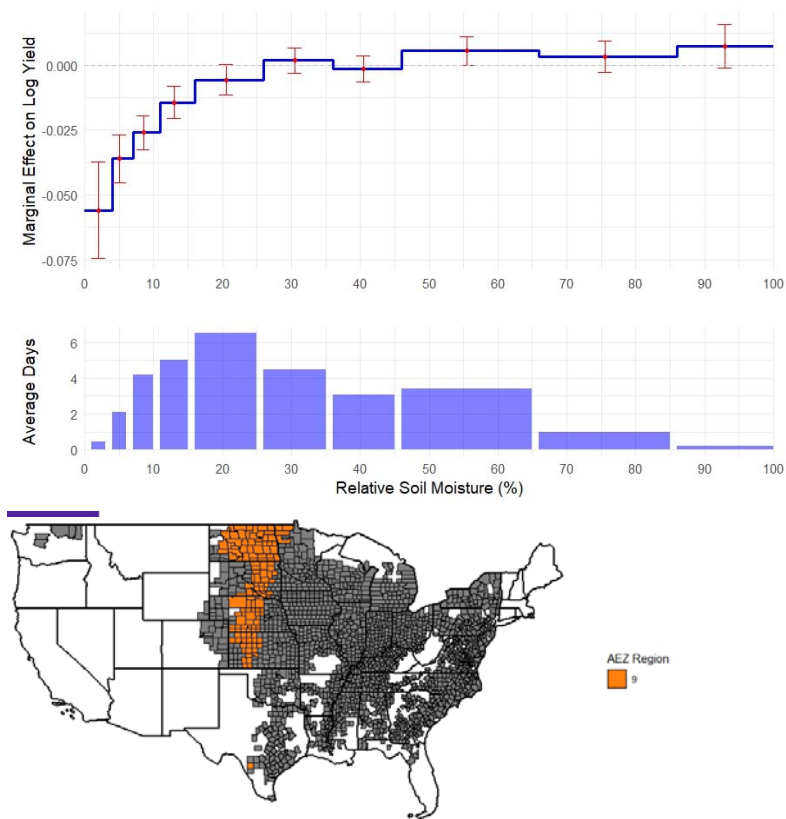 Marginal Effect on Log Yield
0.000
-0.025
-0.050
-0.075
0 10 20 30 40 50 60 70 80 90 100
Average Days
6
4
2
0
0 10 20 30 40 50 60 70 80 90 100
Relative Soil Moisture (%)
AEZ Region
9